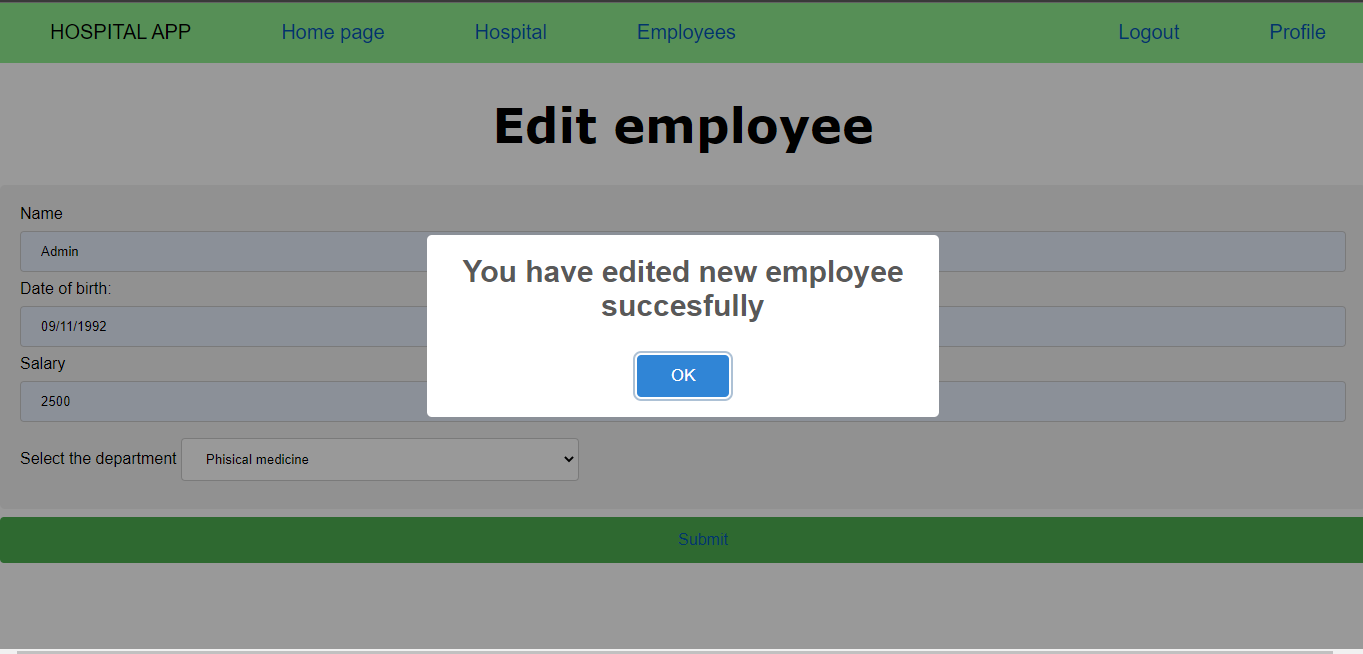 HOSPITAL APP Home page Hospital Employees Logout Profile
Edit employee
Name
Admin
Date of birth:
09/11/1992
Salary
2500
Select the department Phisical medicine
Submit
You have edited new employee
succesfully
OK